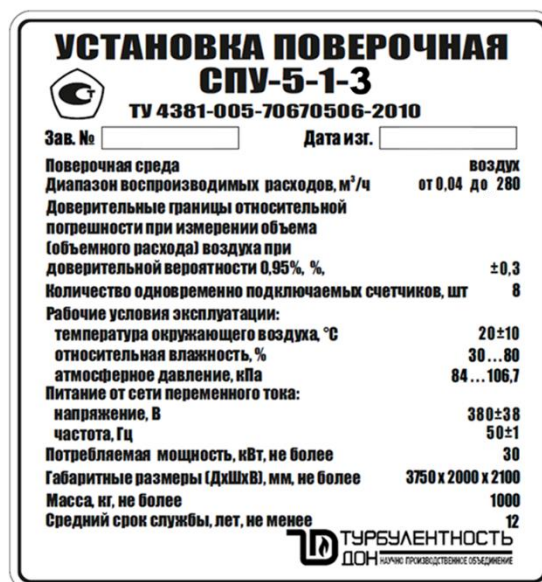 УСТАНОВКА ПОВЕРОЧНАЯ
СПУ-5-1-3
ТУ 4381-005-70670506-2010
Зав. № Дата изг.
Поверочная среда воздух
Диапазон воспроизводимых расходов, м³/ч от 0,04 до 280
Доверительные границы относительной
погрешности при измерении объема
(объемного расхода) воздуха при
доверительной вероятности 0,95%, %, ±0,3
Количество одновременно подключаемых счетчиков, шт 8
Рабочие условия эксплуатации:
температура окружающего воздуха, °С 20±10
относительная влажность, % 30...80
атмосферное давление, кПа 84...106,7
Питание от сети переменного тока:
напряжение, В 380±38
частота, Гц 50±1
Потребляемая мощность, кВт, не более 30
Габаритные размеры (ДхШхВ), мм, не более 3750 х 2000 х 2100
Масса, кг, не более 1000
Средний срок службы, лет, не менее 12
ТУРБУЛЕНТНОСТЬ
ДОН НАУЧНО ПРОИЗВОДСТВЕННОЕ ОБЪЕДИНЕНИЕ